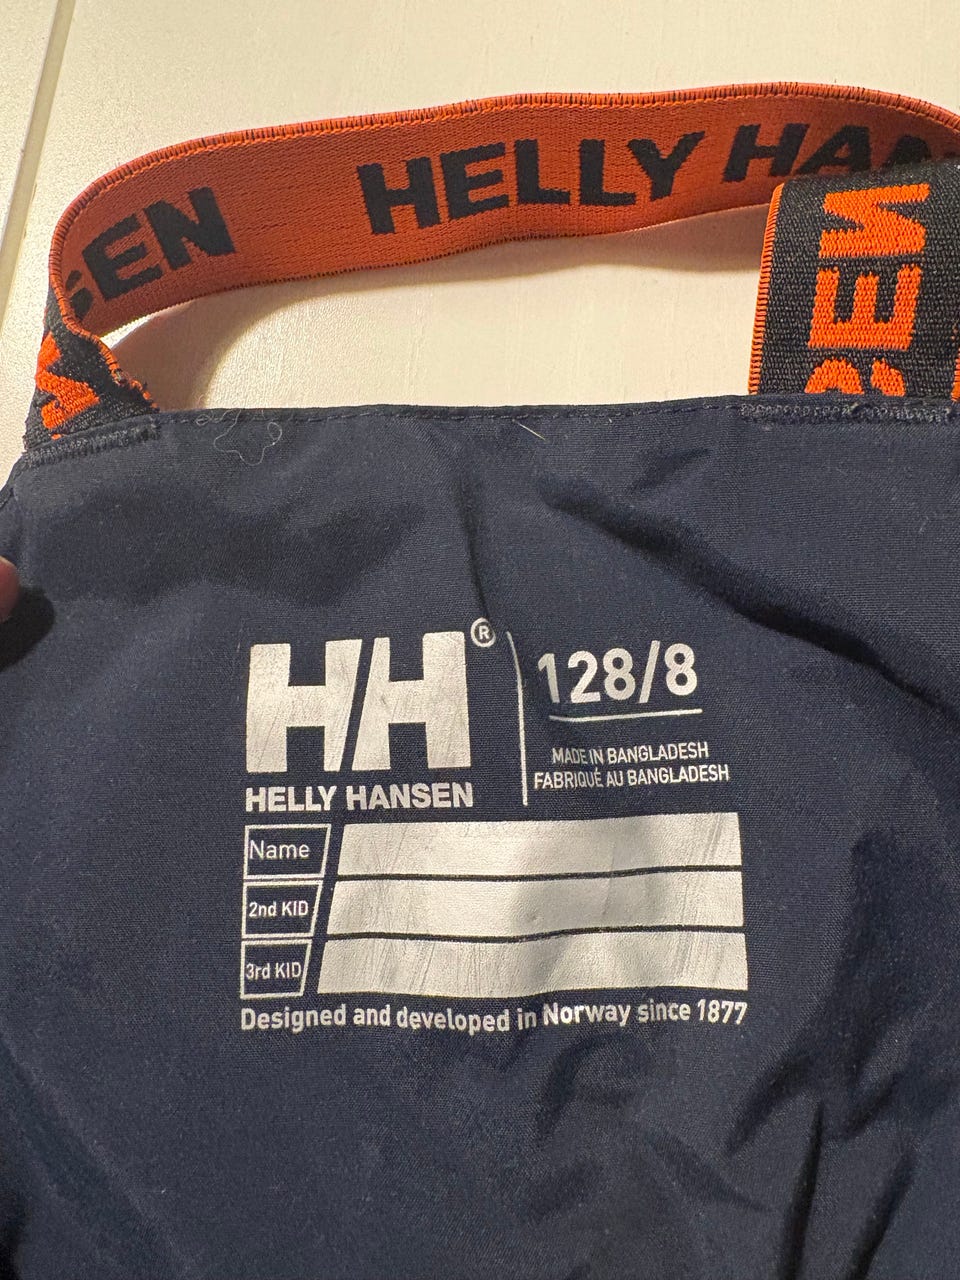 SEN HELLY HAN
SEN
HH®
HELLY HANSEN
128/8
MADE IN BANGLADESH
FABRIQUÉ AU BANGLADESH
Name
2nd KID
3rd KID
Designed and developed in Norway since 1877